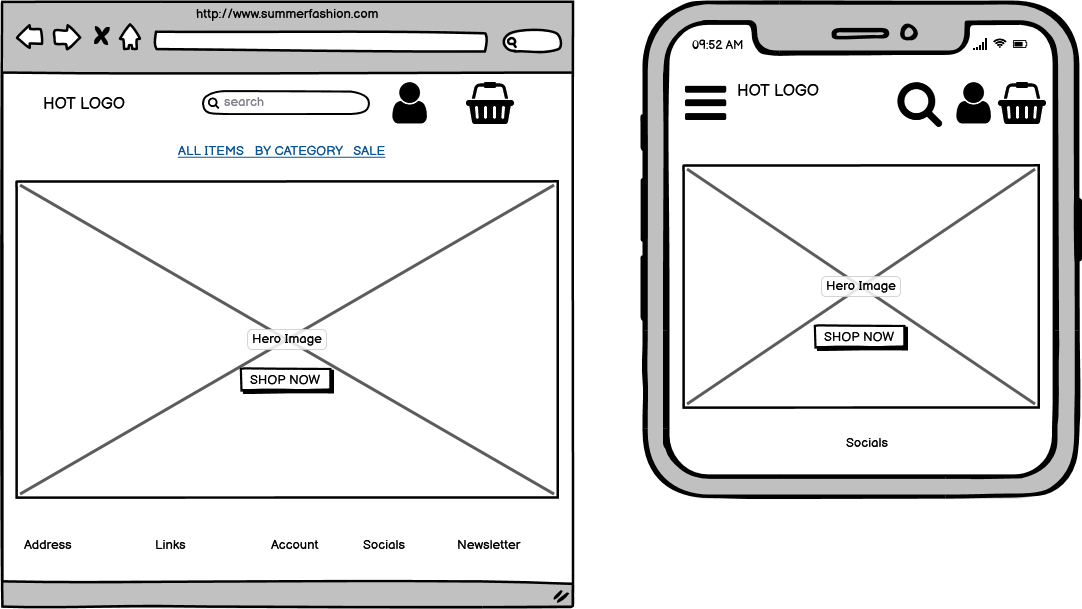 http://www.summerfashion.com
HOT LOGO
search
ALL ITEMS BY CATEGORY SALE
Hero Image
SHOP NOW
Address Links Account Socials Newsletter
09:52 AM
HOT LOGO
Hero Image
SHOP NOW
Socials